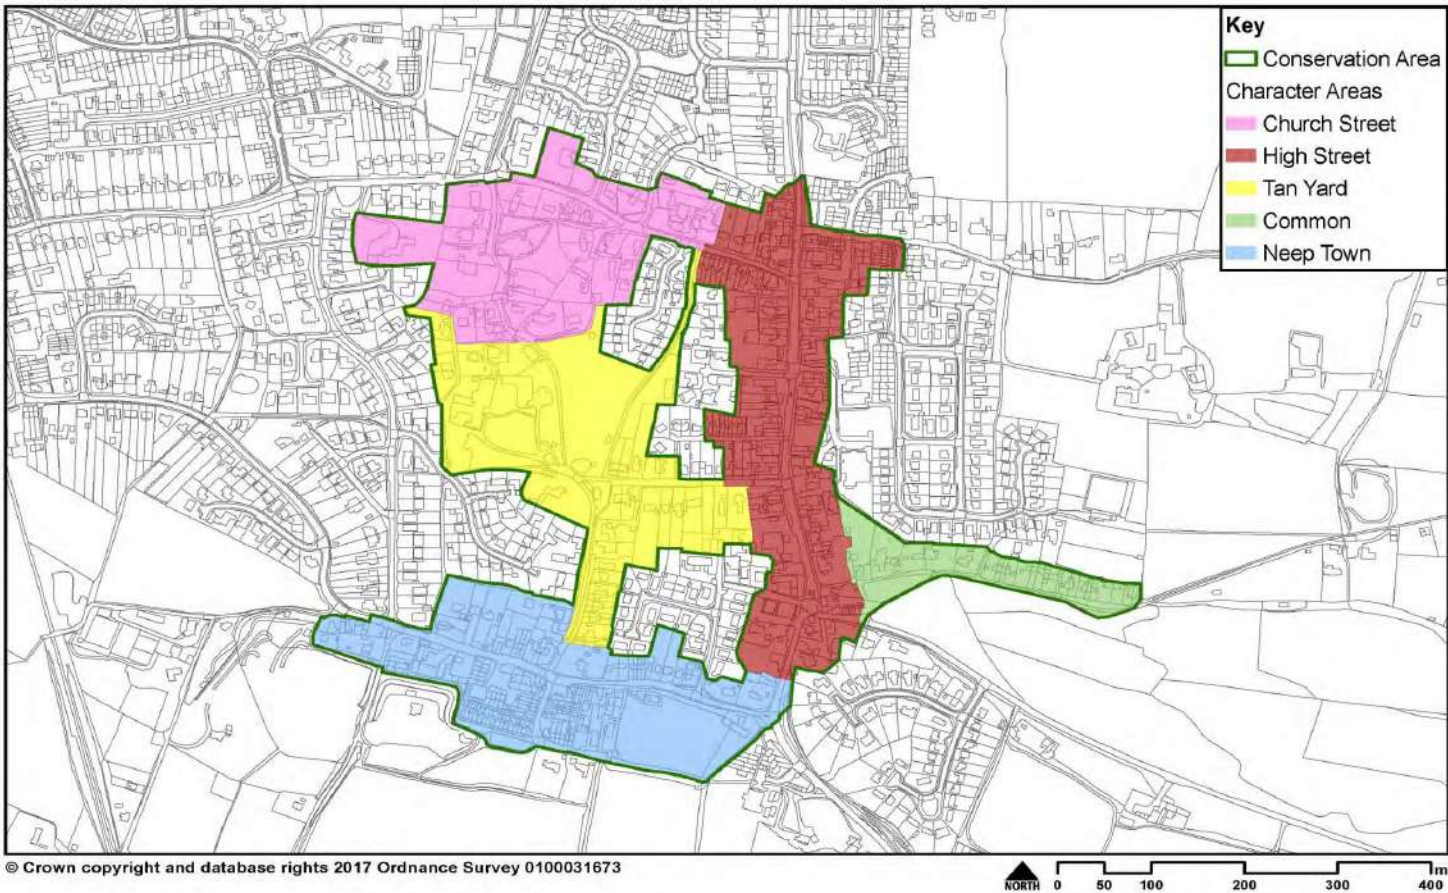 Key
Conservation Area
Character Areas
Church Street
High Street
Tan Yard
Common
Neep Town
© Crown copyright and database rights 2017 Ordnance Survey 0100031673
NORTH
0 50 100 200 300 400
m